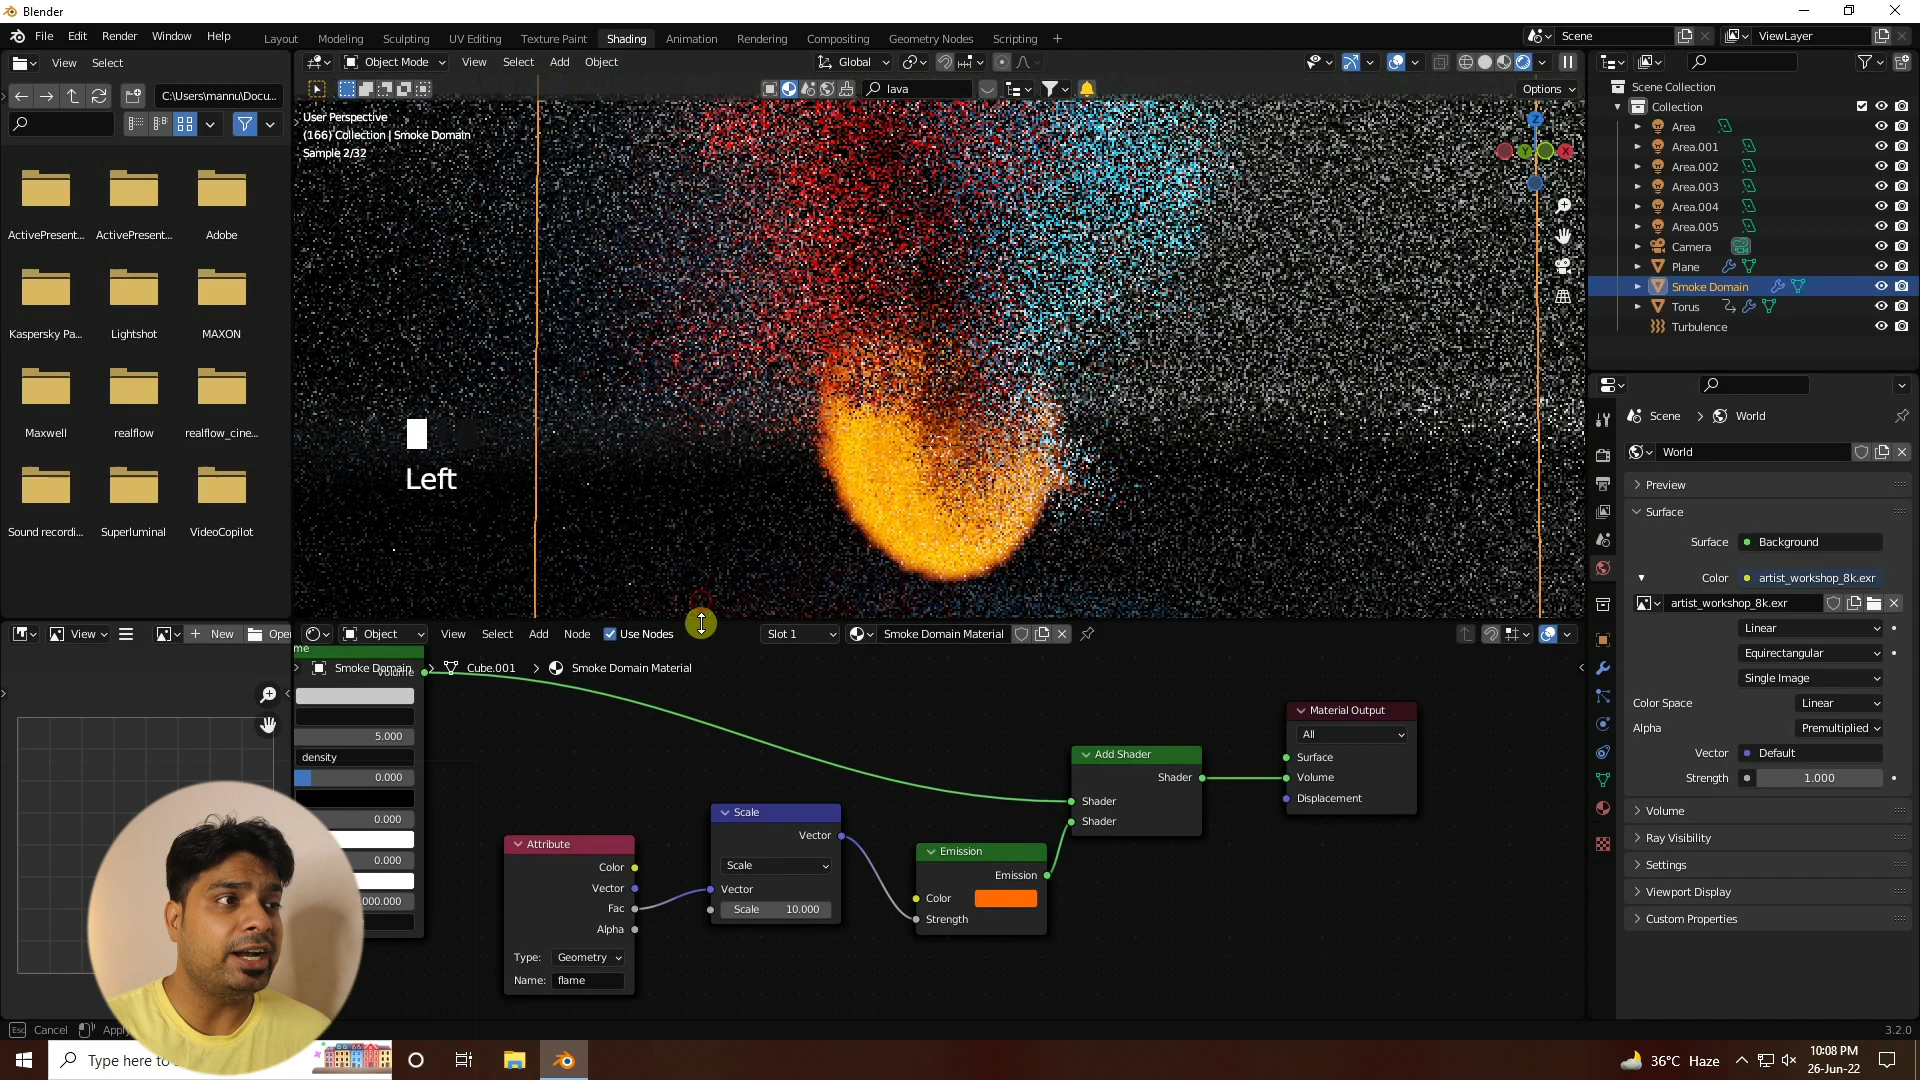 Blender
File Edit Render Window Help
Layout Modeling Sculpting UV Editing Texture Paint Shading Animation Rendering Compositing Geometry Nodes Scripting +
Scene
ViewLayer
View Select
Object Mode View Select Add Object
Global
C:\Users\mannu\Docu...
lava
Options
User Perspective
(166) Collection | Smoke Domain
Sample 2/32
Z
Y
X
ActivePresent...
ActivePresent...
Adobe
Kaspersky Pa...
Lightshot
MAXON
Maxwell
realflow
realflow_cine...
Sound recordi...
Superluminal
VideoCopilot
Left
Scene Collection
Collection
Area
Area.001
Area.002
Area.003
Area.004
Area.005
Camera
Plane
Smoke Domain
Torus
Turbulence
Scene > World
World
Preview
Surface
Surface Background
Color artist_workshop_8k.exr
artist_workshop_8k.exr
Linear
Equirectangular
Single Image
Color Space Linear
Alpha Premultiplied
Vector Default
Strength 1.000
Volume
Ray Visibility
Settings
Viewport Display
Custom Properties
View
New
Open
Object View Select Add Node Use Nodes Slot 1 Smoke Domain Material
me
Smoke Domain > Cube.001 > Smoke Domain Material
Volume
5.000
density
0.000
0.000
0.000
000.000
Attribute
Color
Vector
Fac
Alpha
Type: Geometry
Name: flame
Scale
Vector
Scale
Vector
Scale 10.000
Emission
Emission
Color
Strength
Add Shader
Shader
Shader
Shader
Material Output
All
Surface
Volume
Displacement
Esc Cancel Apply
3.2.0
Type here to
36°C Haze
10:08 PM
26-Jun-22